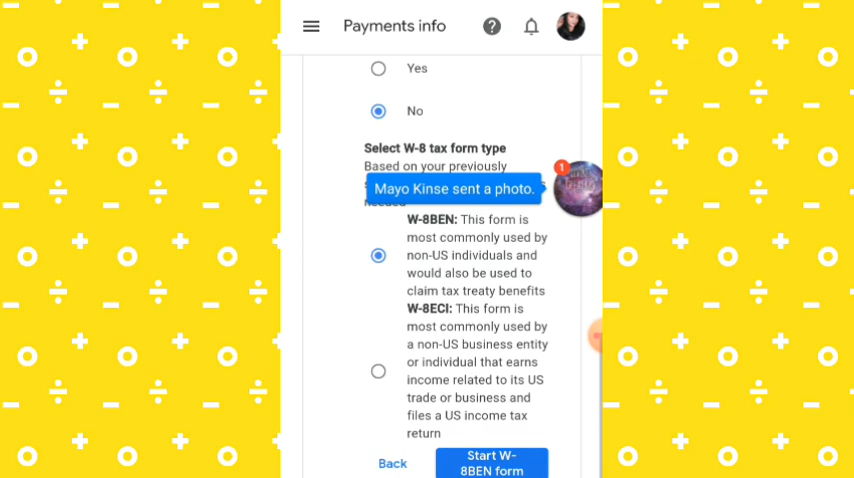 Payments info
Yes
No
Select W-8 tax form type
Based on your previously
Mayo Kinse sent a photo.
1
needed
W-8BEN: This form is
most commonly used by
non-US individuals and
would also be used to
claim tax treaty benefits
W-8ECI: This form is
most commonly used by
a non-US business entity
or individual that earns
income related to its US
trade or business and
files a US income tax
return
Back
Start W-
8BEN form